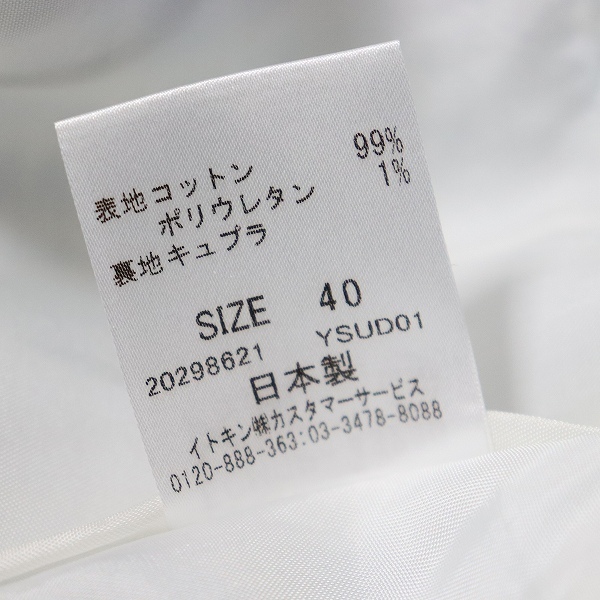 表地コットン 99%
ポリウレタン 1%
裏地キュプラ
SIZE 40
20298621 YSUD01
日本製
イトキン㈱カスタマーサービス
0120-888-363:03-3478-8088